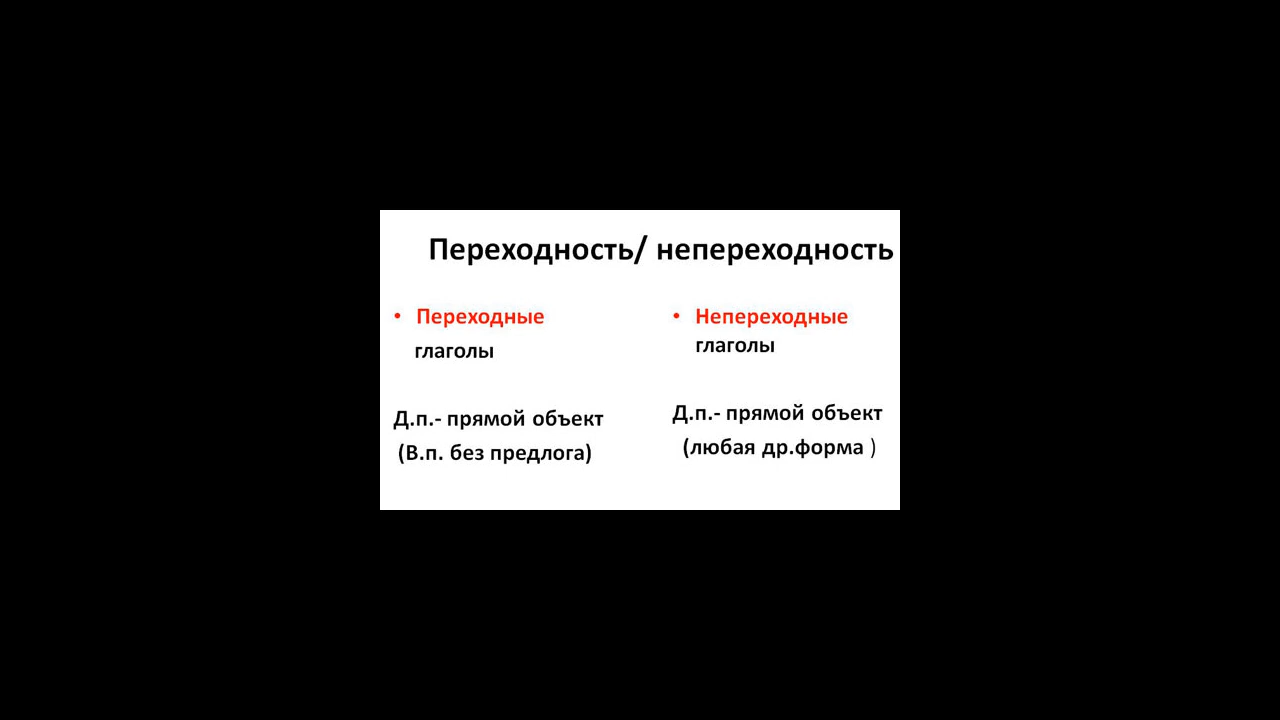 Переходность/ непереходность
• Переходные
глаголы
Д.п.- прямой объект
(В.п. без предлога)
• Непереходные
глаголы
Д.п.- прямой объект
(любая др.форма )